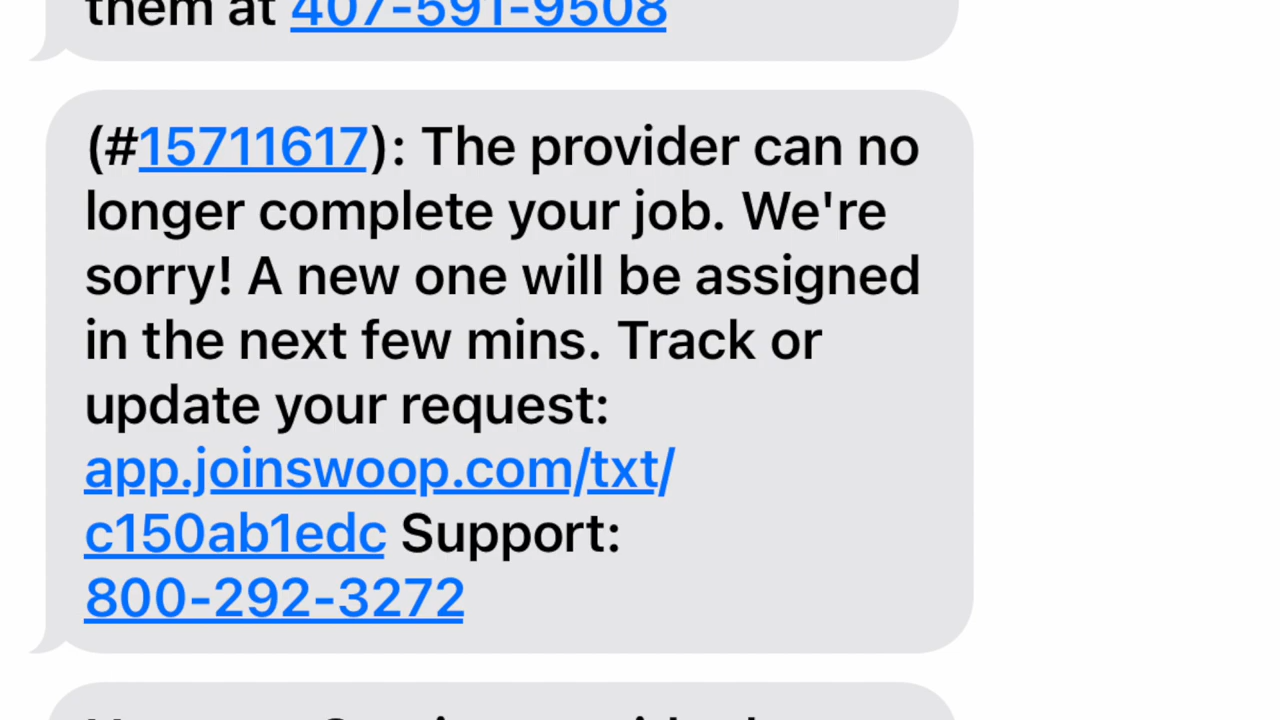 them at 407-591-9508
(#15711617): The provider can no
longer complete your job. We're
sorry! A new one will be assigned
in the next few mins. Track or
update your request:
app.joinswoop.com/txt/
c150ab1edc Support:
800-292-3272